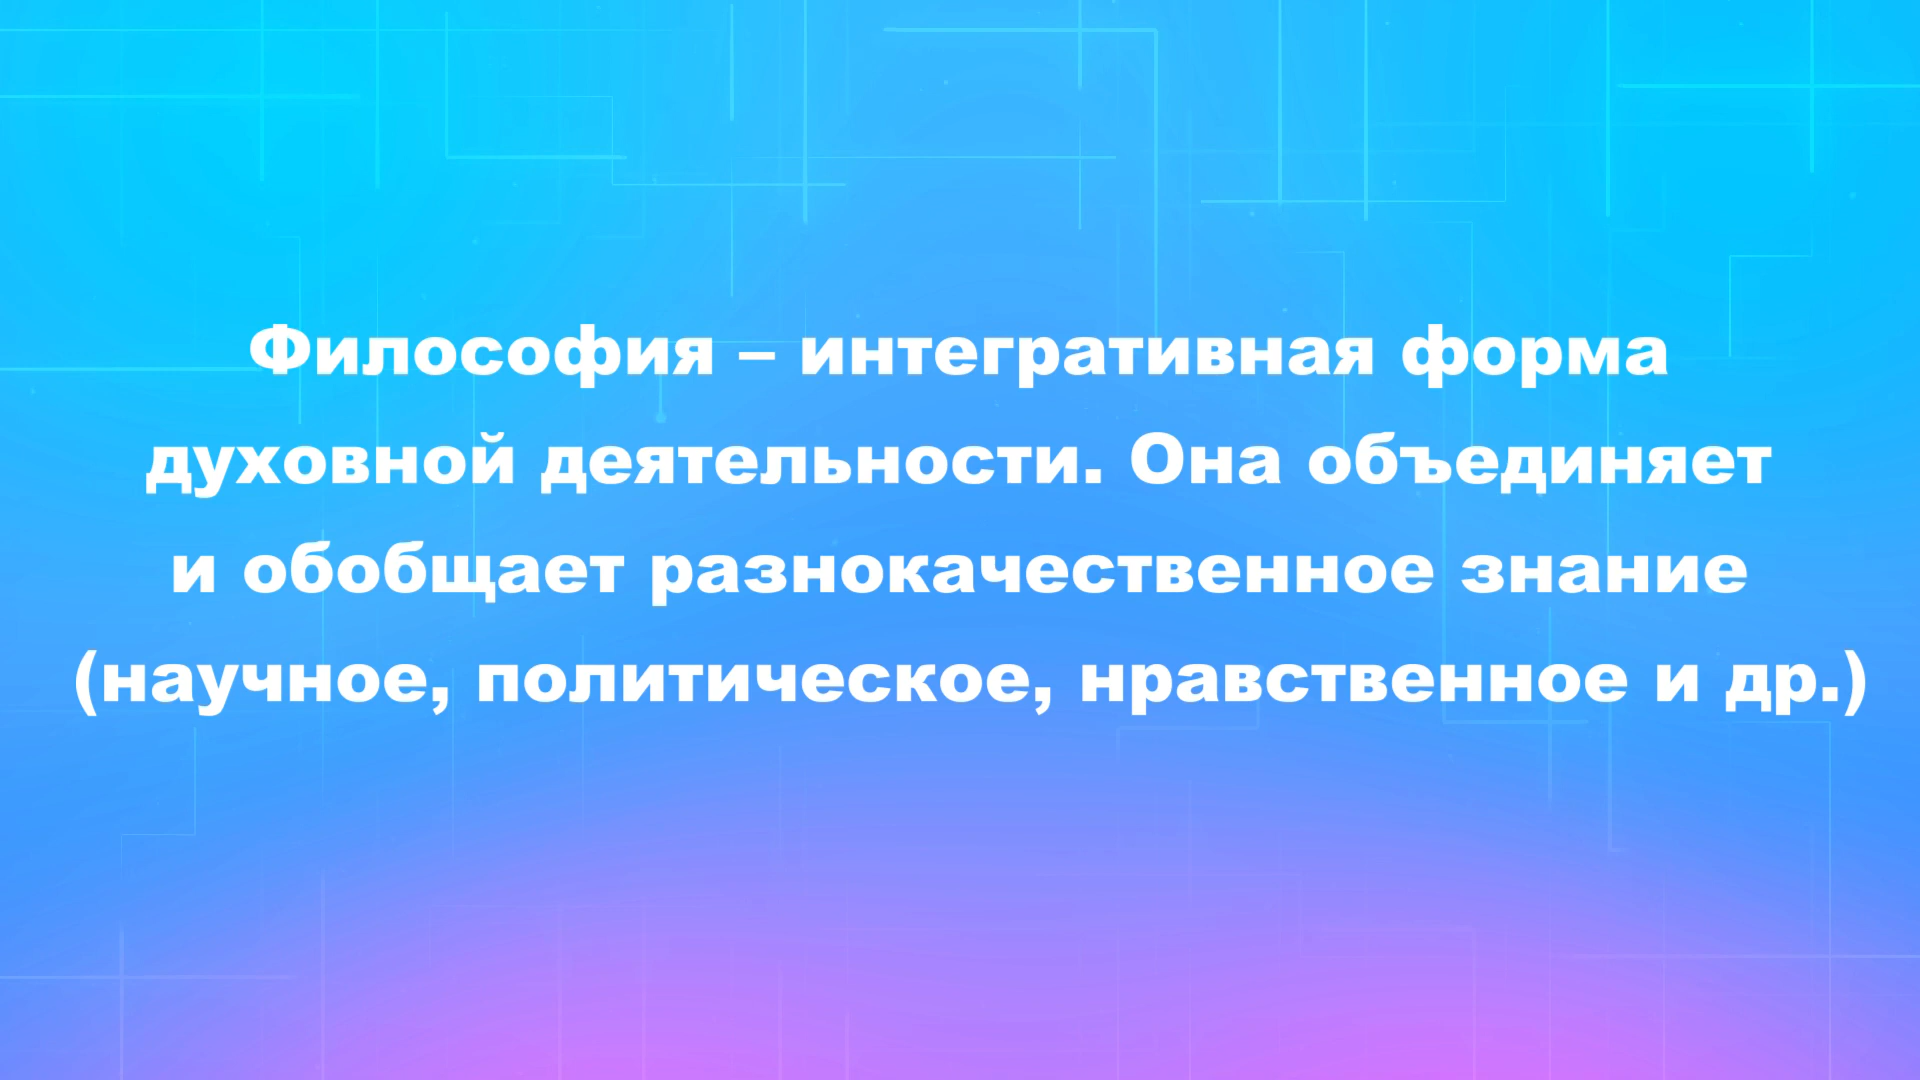 Философия – интегративная форма
духовной деятельности. Она объединяет
и обобщает разнокачественное знание
(научное, политическое, нравственное и др.)